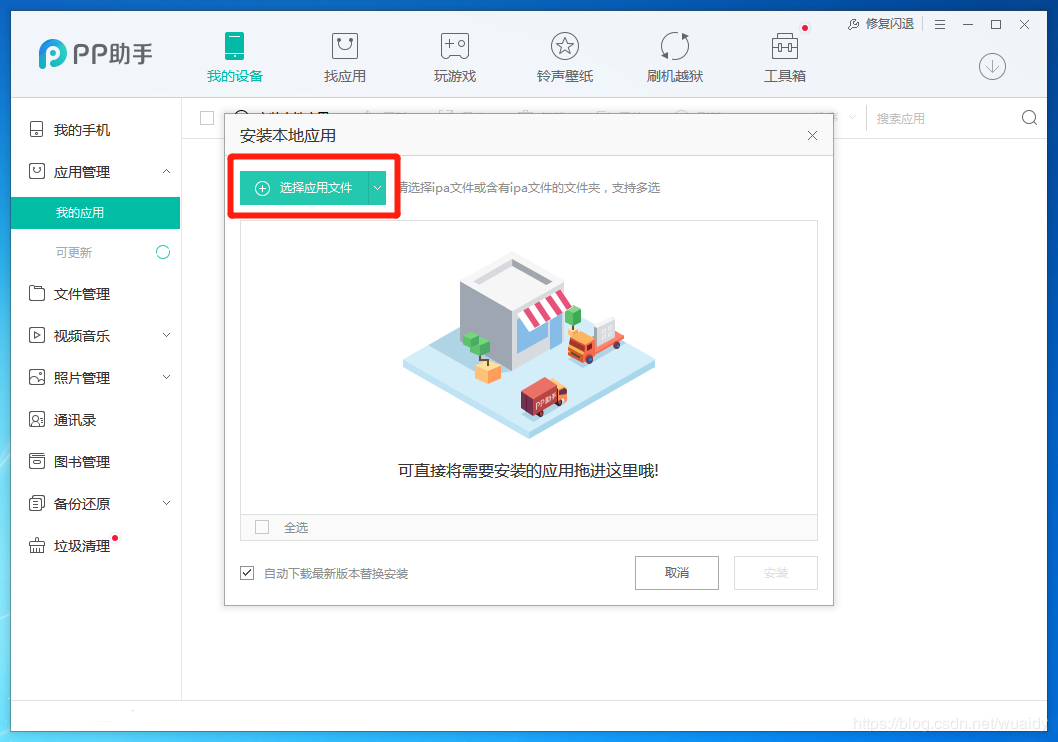 修复闪退
PP助手
我的设备
找应用
玩游戏
铃声壁纸
刷机越狱
工具箱
搜索应用
我的手机
应用管理
我的应用
可更新
文件管理
视频音乐
照片管理
通讯录
图书管理
备份还原
垃圾清理
安装本地应用
选择应用文件
请选择ipa文件或含有ipa文件的文件夹，支持多选
PP助手
可直接将需要安装的应用拖进这里哦!
全选
自动下载最新版本替换安装
取消
安装
https://blog.csdn.net/wuaidy